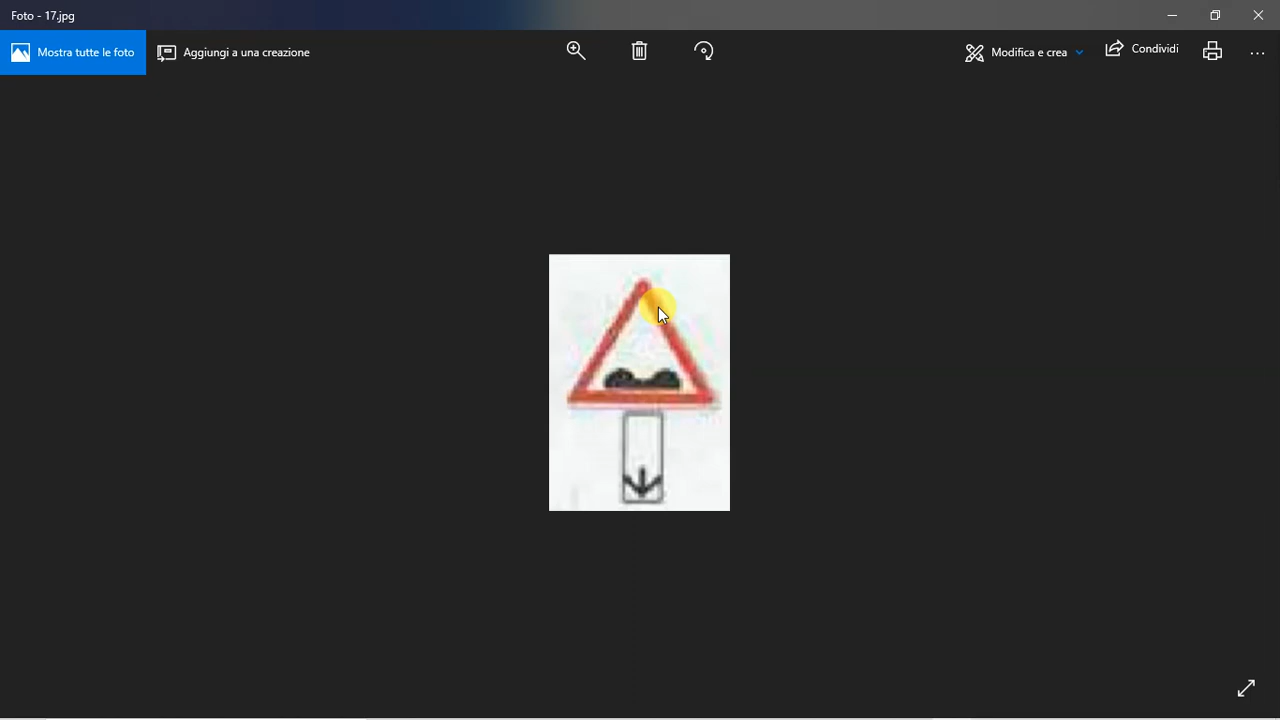 Foto - 17.jpg
Mostra tutte le foto
Aggiungi a una creazione
Modifica e crea
Condividi